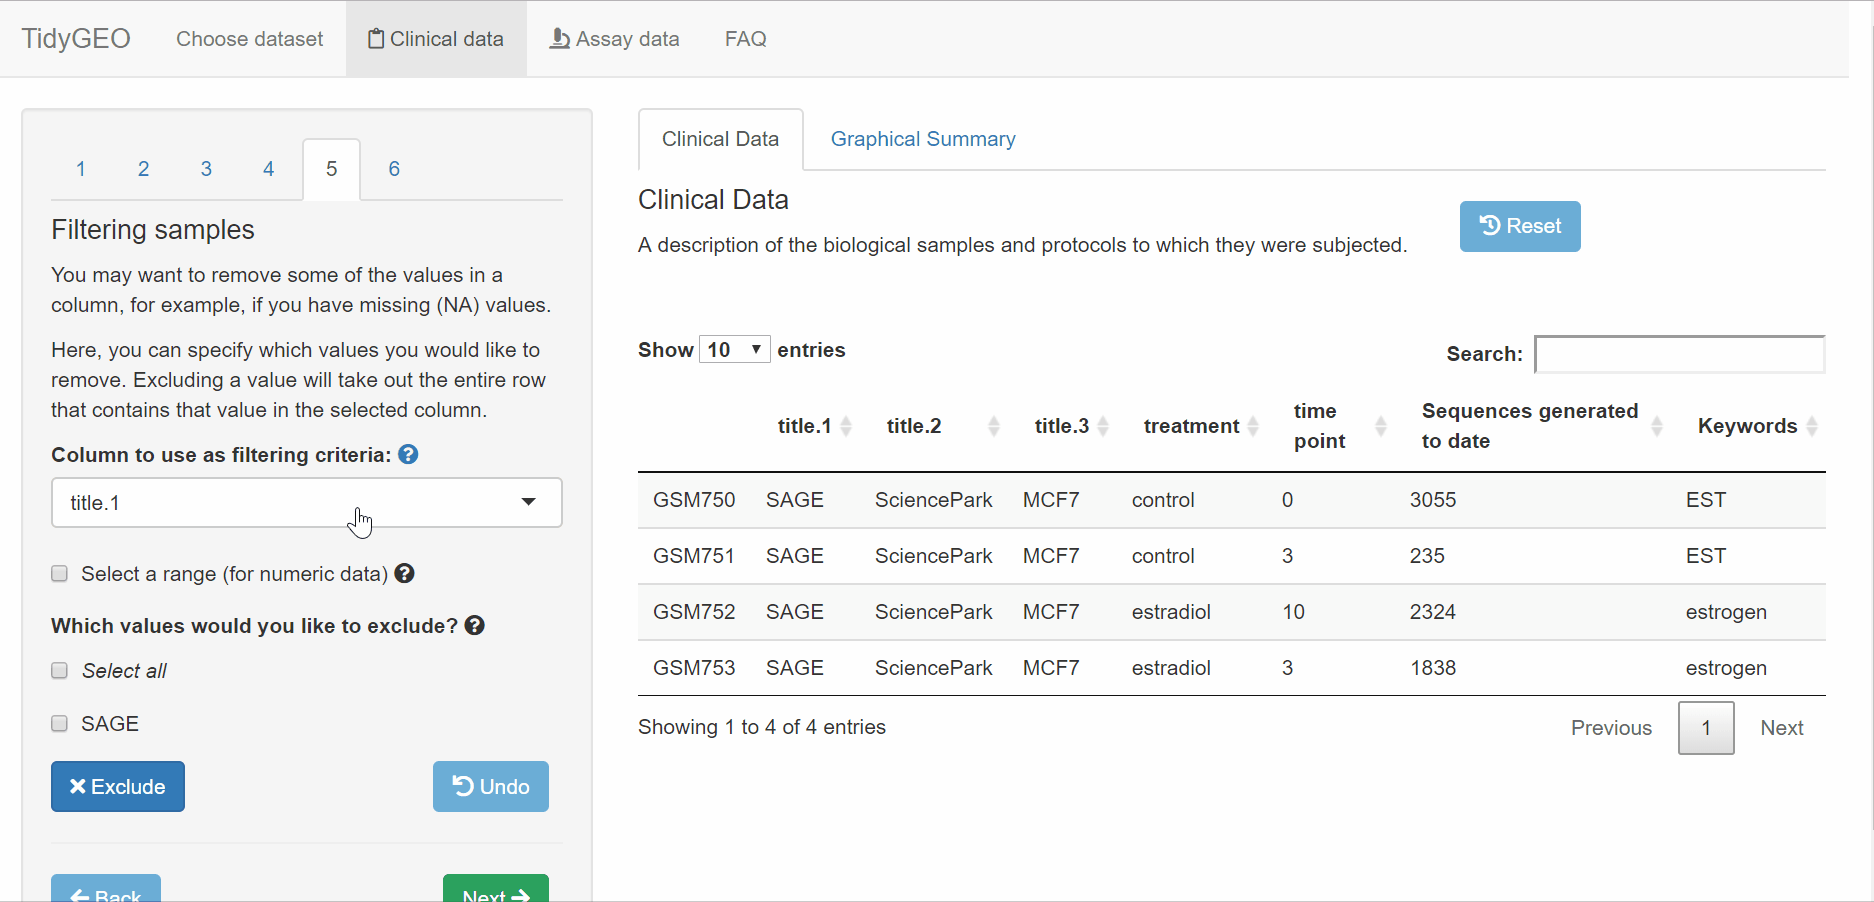 TidyGEO Choose dataset Clinical data Assay data FAQ
1 2 3 4 5 6
Filtering samples
You may want to remove some of the values in a
column, for example, if you have missing (NA) values.
Here, you can specify which values you would like to
remove. Excluding a value will take out the entire row
that contains that value in the selected column.
Column to use as filtering criteria: ?
title.1
Select a range (for numeric data) ?
Which values would you like to exclude? ?
Select all
SAGE
Exclude Undo
Back Next
Clinical Data Graphical Summary
Clinical Data
A description of the biological samples and protocols to which they were subjected.
Reset
Show 10 entries
Search:
title.1 title.2 title.3 treatment time point Sequences generated to date Keywords
GSM750 SAGE SciencePark MCF7 control 0 3055 EST
GSM751 SAGE SciencePark MCF7 control 3 235 EST
GSM752 SAGE SciencePark MCF7 estradiol 10 2324 estrogen
GSM753 SAGE SciencePark MCF7 estradiol 3 1838 estrogen
Showing 1 to 4 of 4 entries
Previous 1 Next